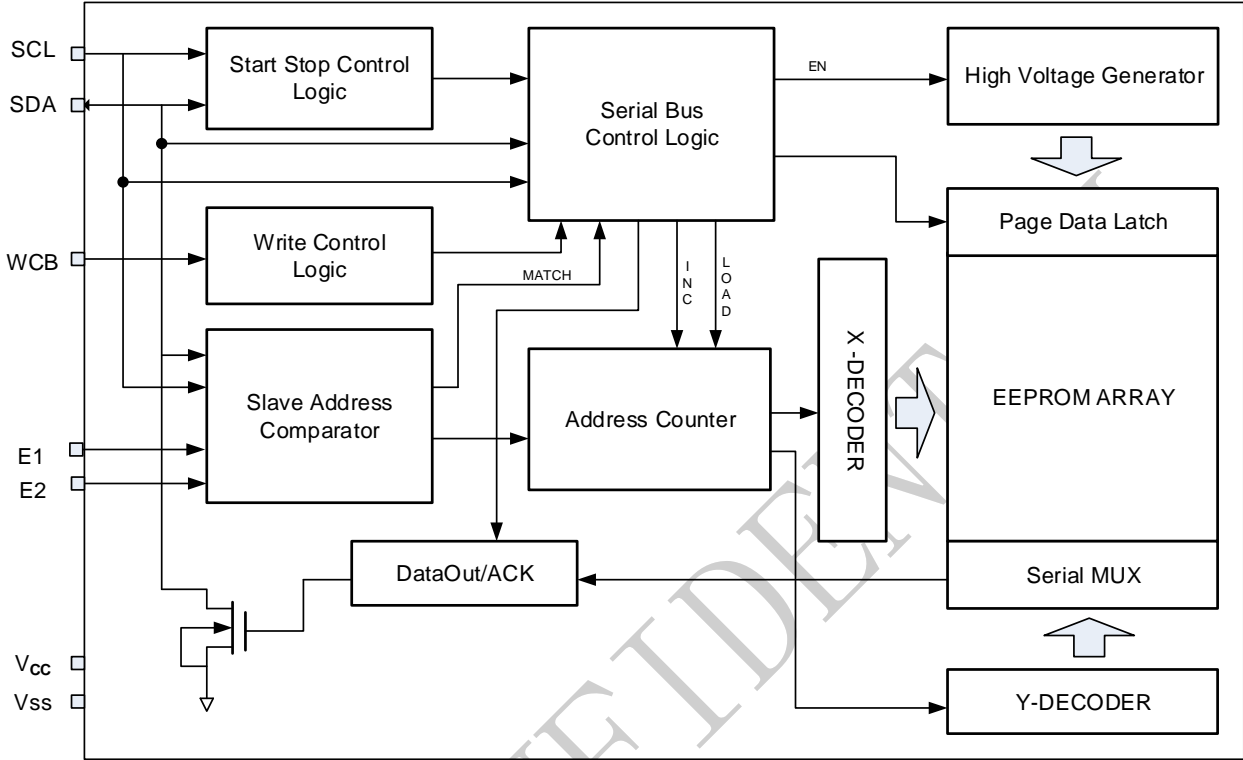 SCL
SDA
WCB
E1
E2
Vcc
Vss
Start Stop Control
Logic
Write Control
Logic
Slave Address
Comparator
MATCH
DataOut/ACK
Serial Bus
Control Logic
INC
LOAD
Address Counter
EN
X -DECODER
High Voltage Generator
Page Data Latch
EEPROM ARRAY
Serial MUX
Y-DECODER